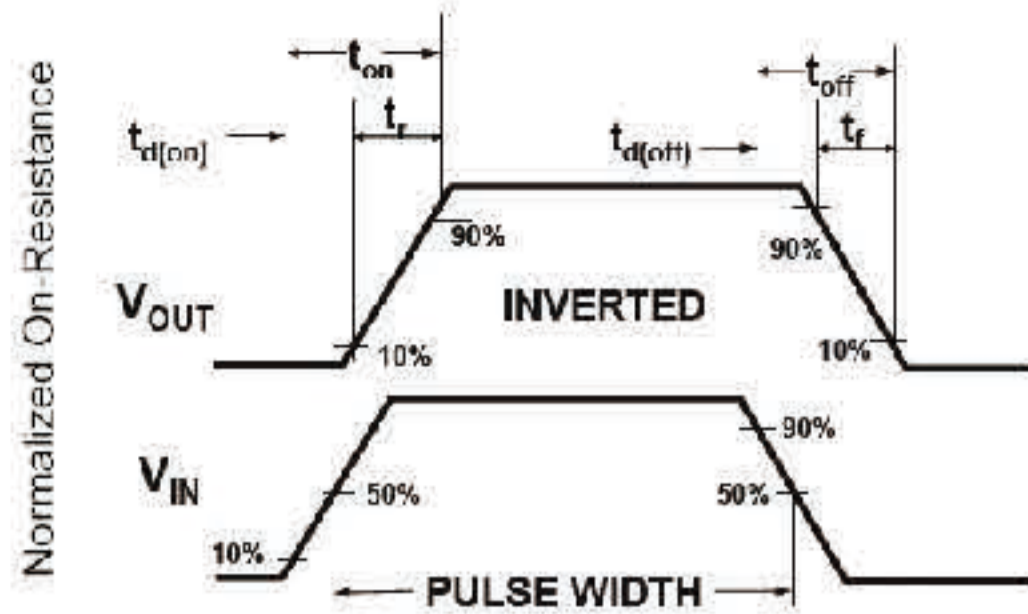 Normalized On-Resistance
ton
toff
td[on]
tr
td(off)
tf
90%
90%
VOUT
INVERTED
10%
10%
90%
VIN
50%
50%
10%
PULSE WIDTH